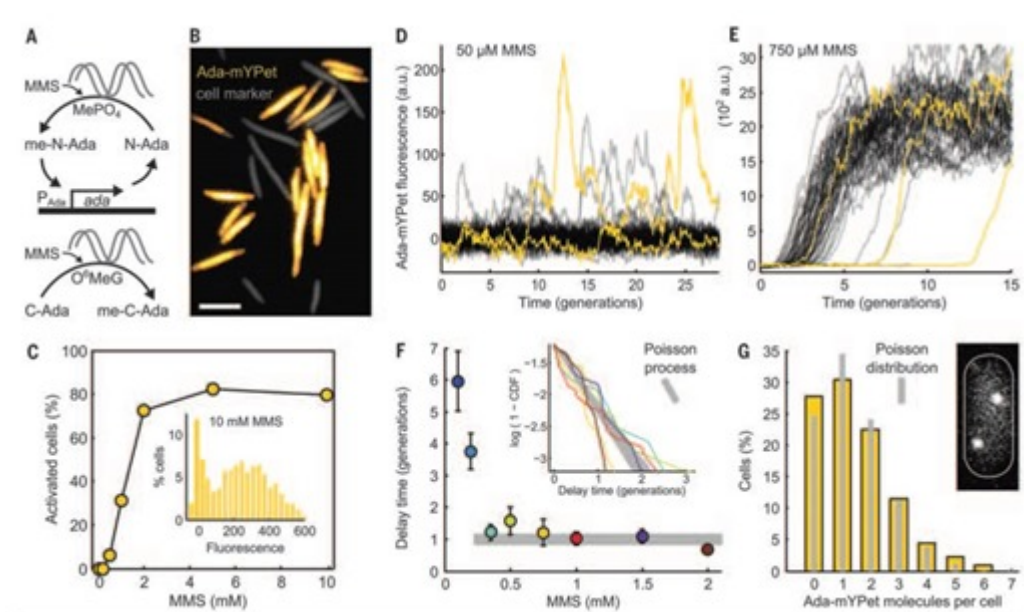 A
MMS
MePO4
me-N-Ada N-Ada
PAda ada
MMS
O6MeG
C-Ada me-C-Ada
B
Ada-mYPet
cell marker
C
Activated cells (%)
100
80
60
40
20
0
0 2 4 6 8 10
MMS (mM)
10 mM MMS
% cells
10
5
0
0 200 400 600
Fluorescence
D
50 µM MMS
Ada-mYPet fluorescence (a.u.)
200
150
100
50
0
0 5 10 15 20 25
Time (generations)
E
750 µM MMS
(10² a.u.)
30
25
20
15
10
5
0
0 5 10 15
Time (generations)
F
Delay time (generations)
7
6
5
4
3
2
1
0
0 0.5 1 1.5 2
MMS (mM)
log ( 1 − CDF )
−1.5
−2
−2.5
−3
0 1 2 3
Delay time (generations)
Poisson
process
G
Cells (%)
35
30
25
20
15
10
5
0
0 1 2 3 4 5 6 7
Ada-mYPet molecules per cell
Poisson
distribution